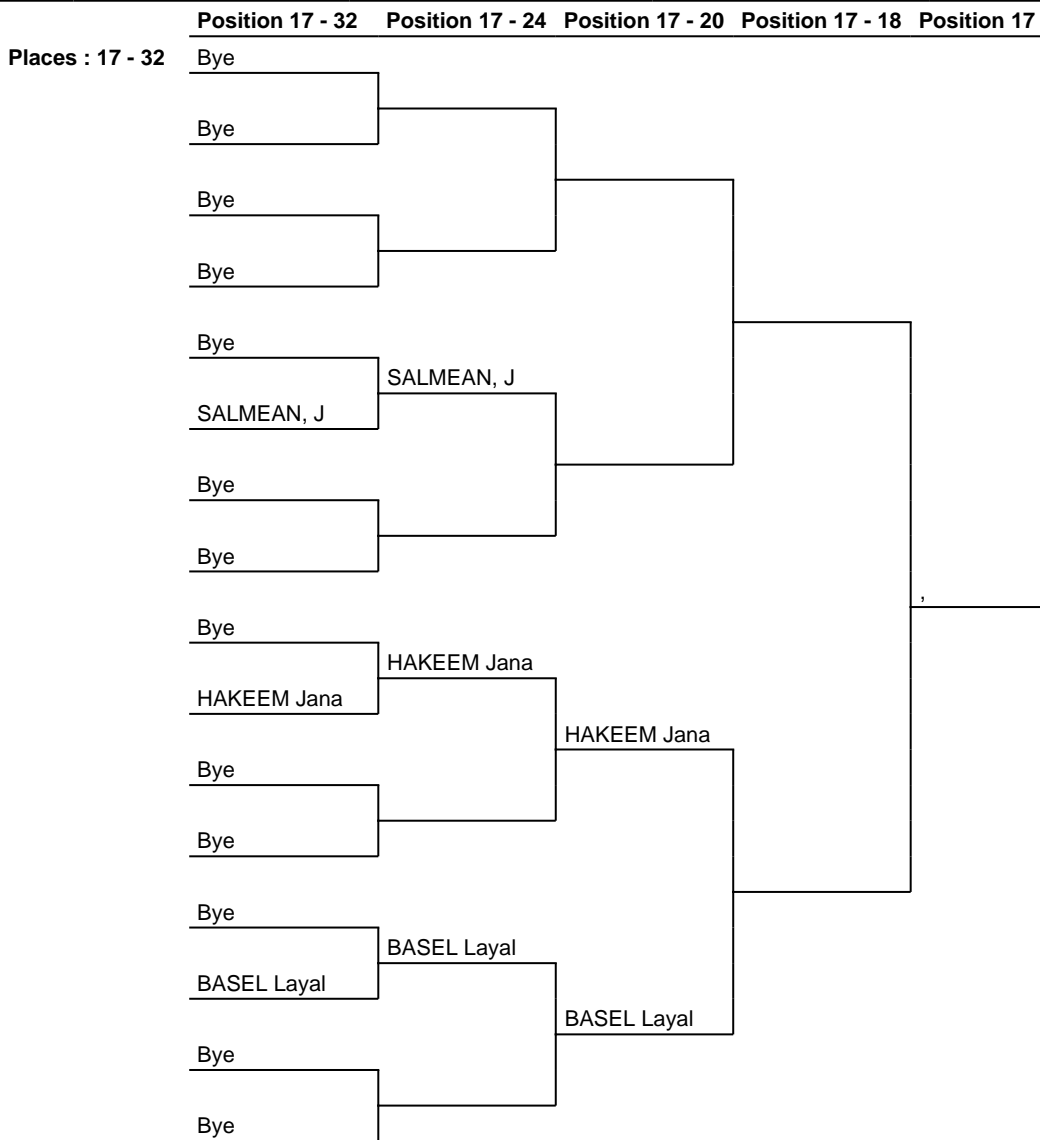 Position 17 - 32 Position 17 - 24 Position 17 - 20 Position 17 - 18 Position 17
Places : 17 - 32 Bye
Bye
Bye
Bye
Bye
SALMEAN, J
SALMEAN, J
Bye
Bye
,
Bye
HAKEEM Jana
HAKEEM Jana
HAKEEM Jana
Bye
Bye
Bye
BASEL Layal
BASEL Layal
BASEL Layal
Bye
Bye